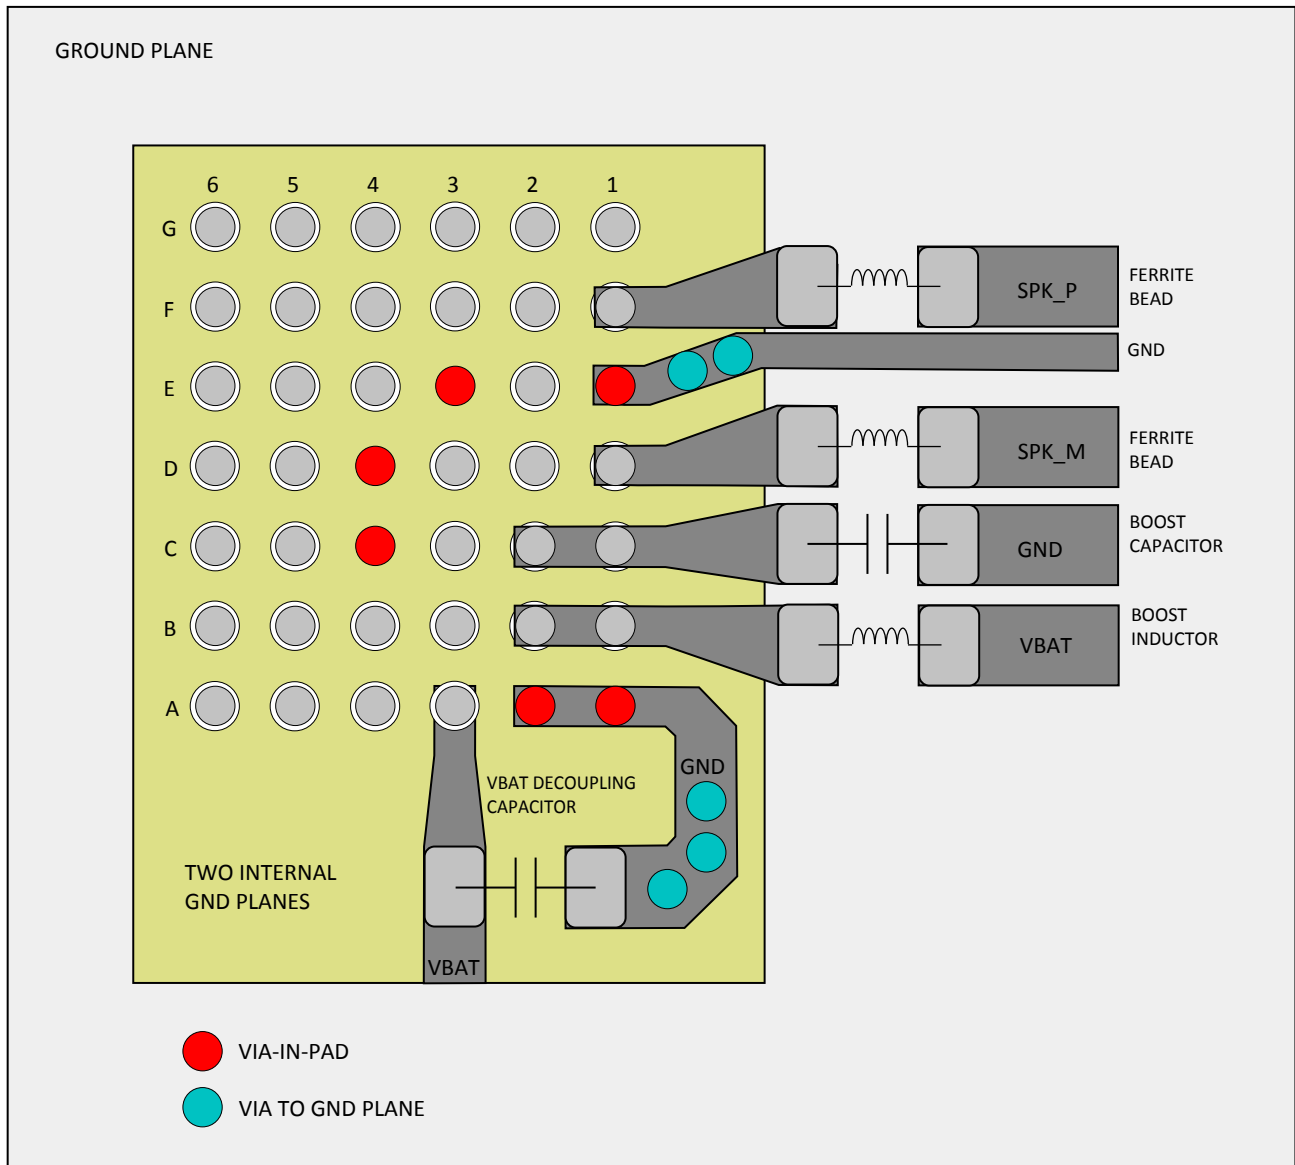 GROUND PLANE
6 5 4 3 2 1
G
F
SPK_P
FERRITE
BEAD
GND
E
D
SPK_M
FERRITE
BEAD
C
GND
BOOST
CAPACITOR
B
VBAT
BOOST
INDUCTOR
A
GND
VBAT DECOUPLING
CAPACITOR
TWO INTERNAL
GND PLANES
VBAT
VIA-IN-PAD
VIA TO GND PLANE